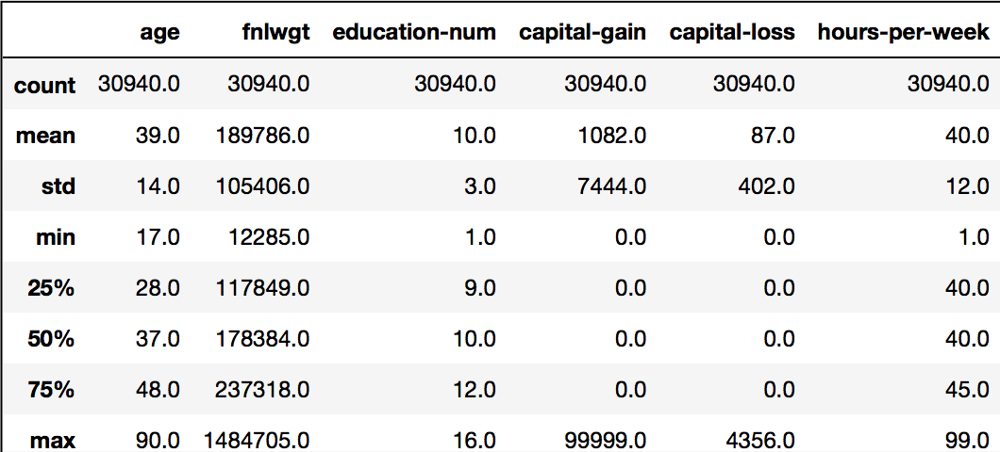 age fnlwgt education-num capital-gain capital-loss hours-per-week
count 30940.0 30940.0 30940.0 30940.0 30940.0 30940.0
mean 39.0 189786.0 10.0 1082.0 87.0 40.0
std 14.0 105406.0 3.0 7444.0 402.0 12.0
min 17.0 12285.0 1.0 0.0 0.0 1.0
25% 28.0 117849.0 9.0 0.0 0.0 40.0
50% 37.0 178384.0 10.0 0.0 0.0 40.0
75% 48.0 237318.0 12.0 0.0 0.0 45.0
max 90.0 1484705.0 16.0 99999.0 4356.0 99.0